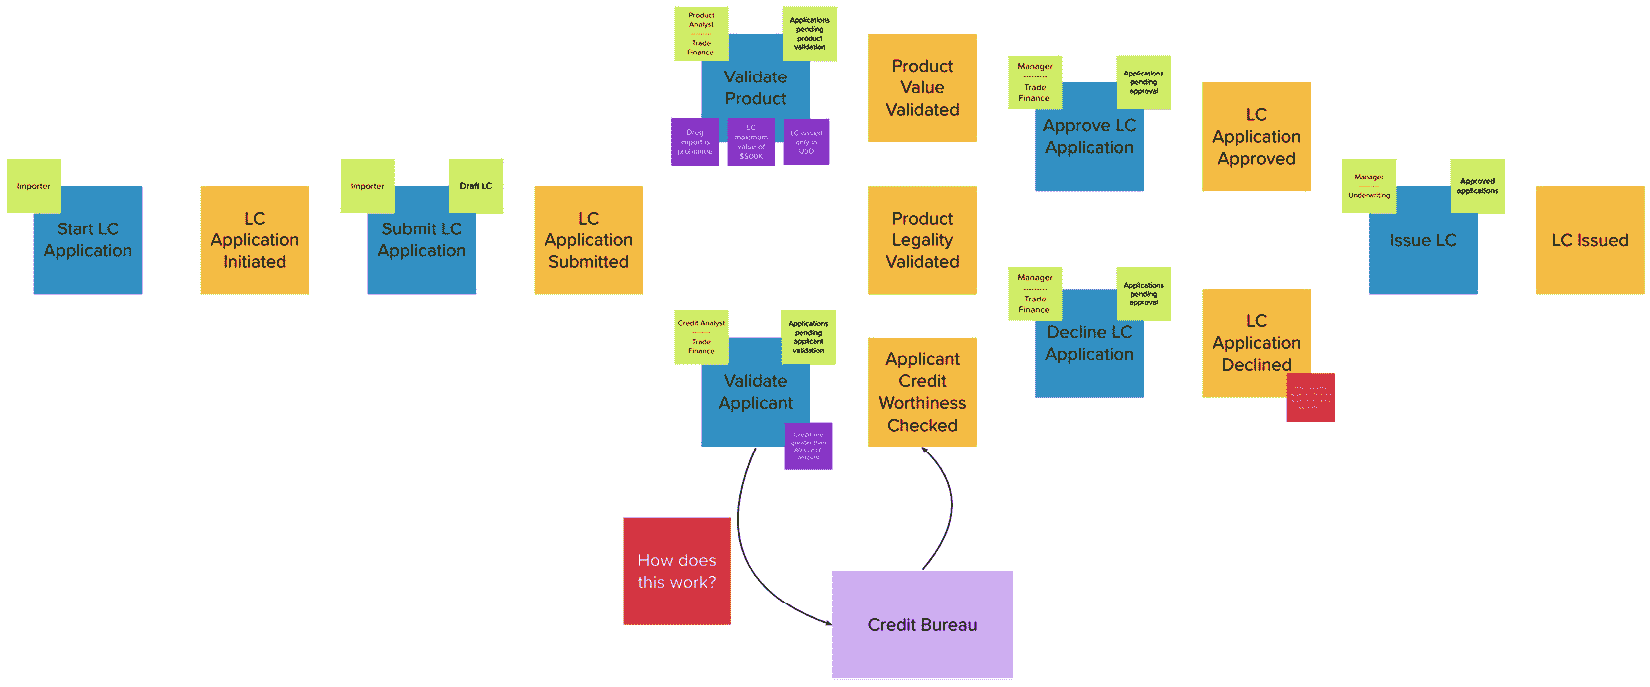 Importer
Start LC
Application
LC
Application
Initiated
Importer
Draft LC
Submit LC
Application
LC
Application
Submitted
Product
Analyst
--------
Trade
Finance
Applications
pending
product
validation
Validate
Product
Drug
import is
LC
maximum
value of
$500K
only in
USD
Product
Value
Validated
Product
Legality
Validated
Credit Analyst
--------
Trade
Finance
Applications
pending
applicant
validation
Validate
Applicant
Applicant
Credit
Worthiness
Checked
How does
this work?
Credit Bureau
Manager
--------
Trade
Finance
Applications
pending
approval
Approve LC
Application
LC
Application
Approved
Manager
--------
Trade
Finance
Applications
pending
approval
Decline LC
Application
LC
Application
Declined
Manager
--------
Underwriting
Approved
applications
Issue LC
LC Issued